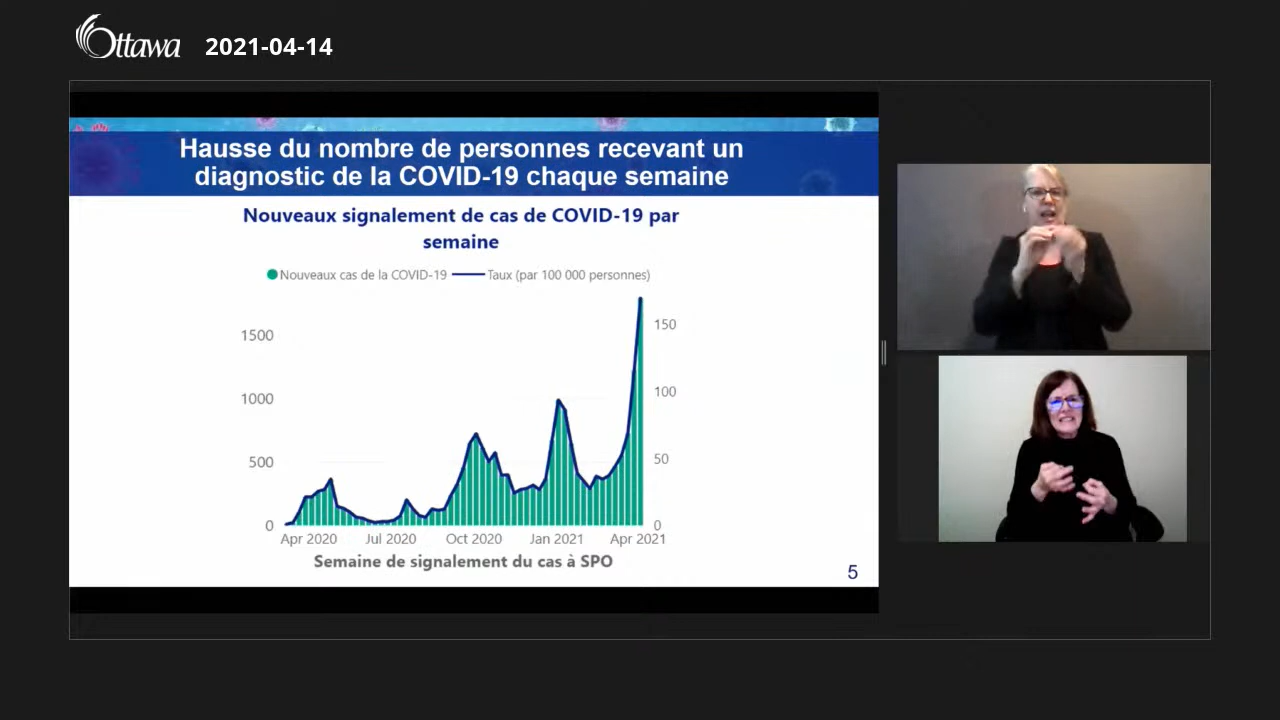 Ottawa 2021-04-14
Hausse du nombre de personnes recevant un
diagnostic de la COVID-19 chaque semaine
Nouveaux signalement de cas de COVID-19 par
semaine
Nouveaux cas de la COVID-19 Taux (par 100 000 personnes)
1500 150
1000 100
500 50
0 0
Apr 2020 Jul 2020 Oct 2020 Jan 2021 Apr 2021
Semaine de signalement du cas à SPO
5